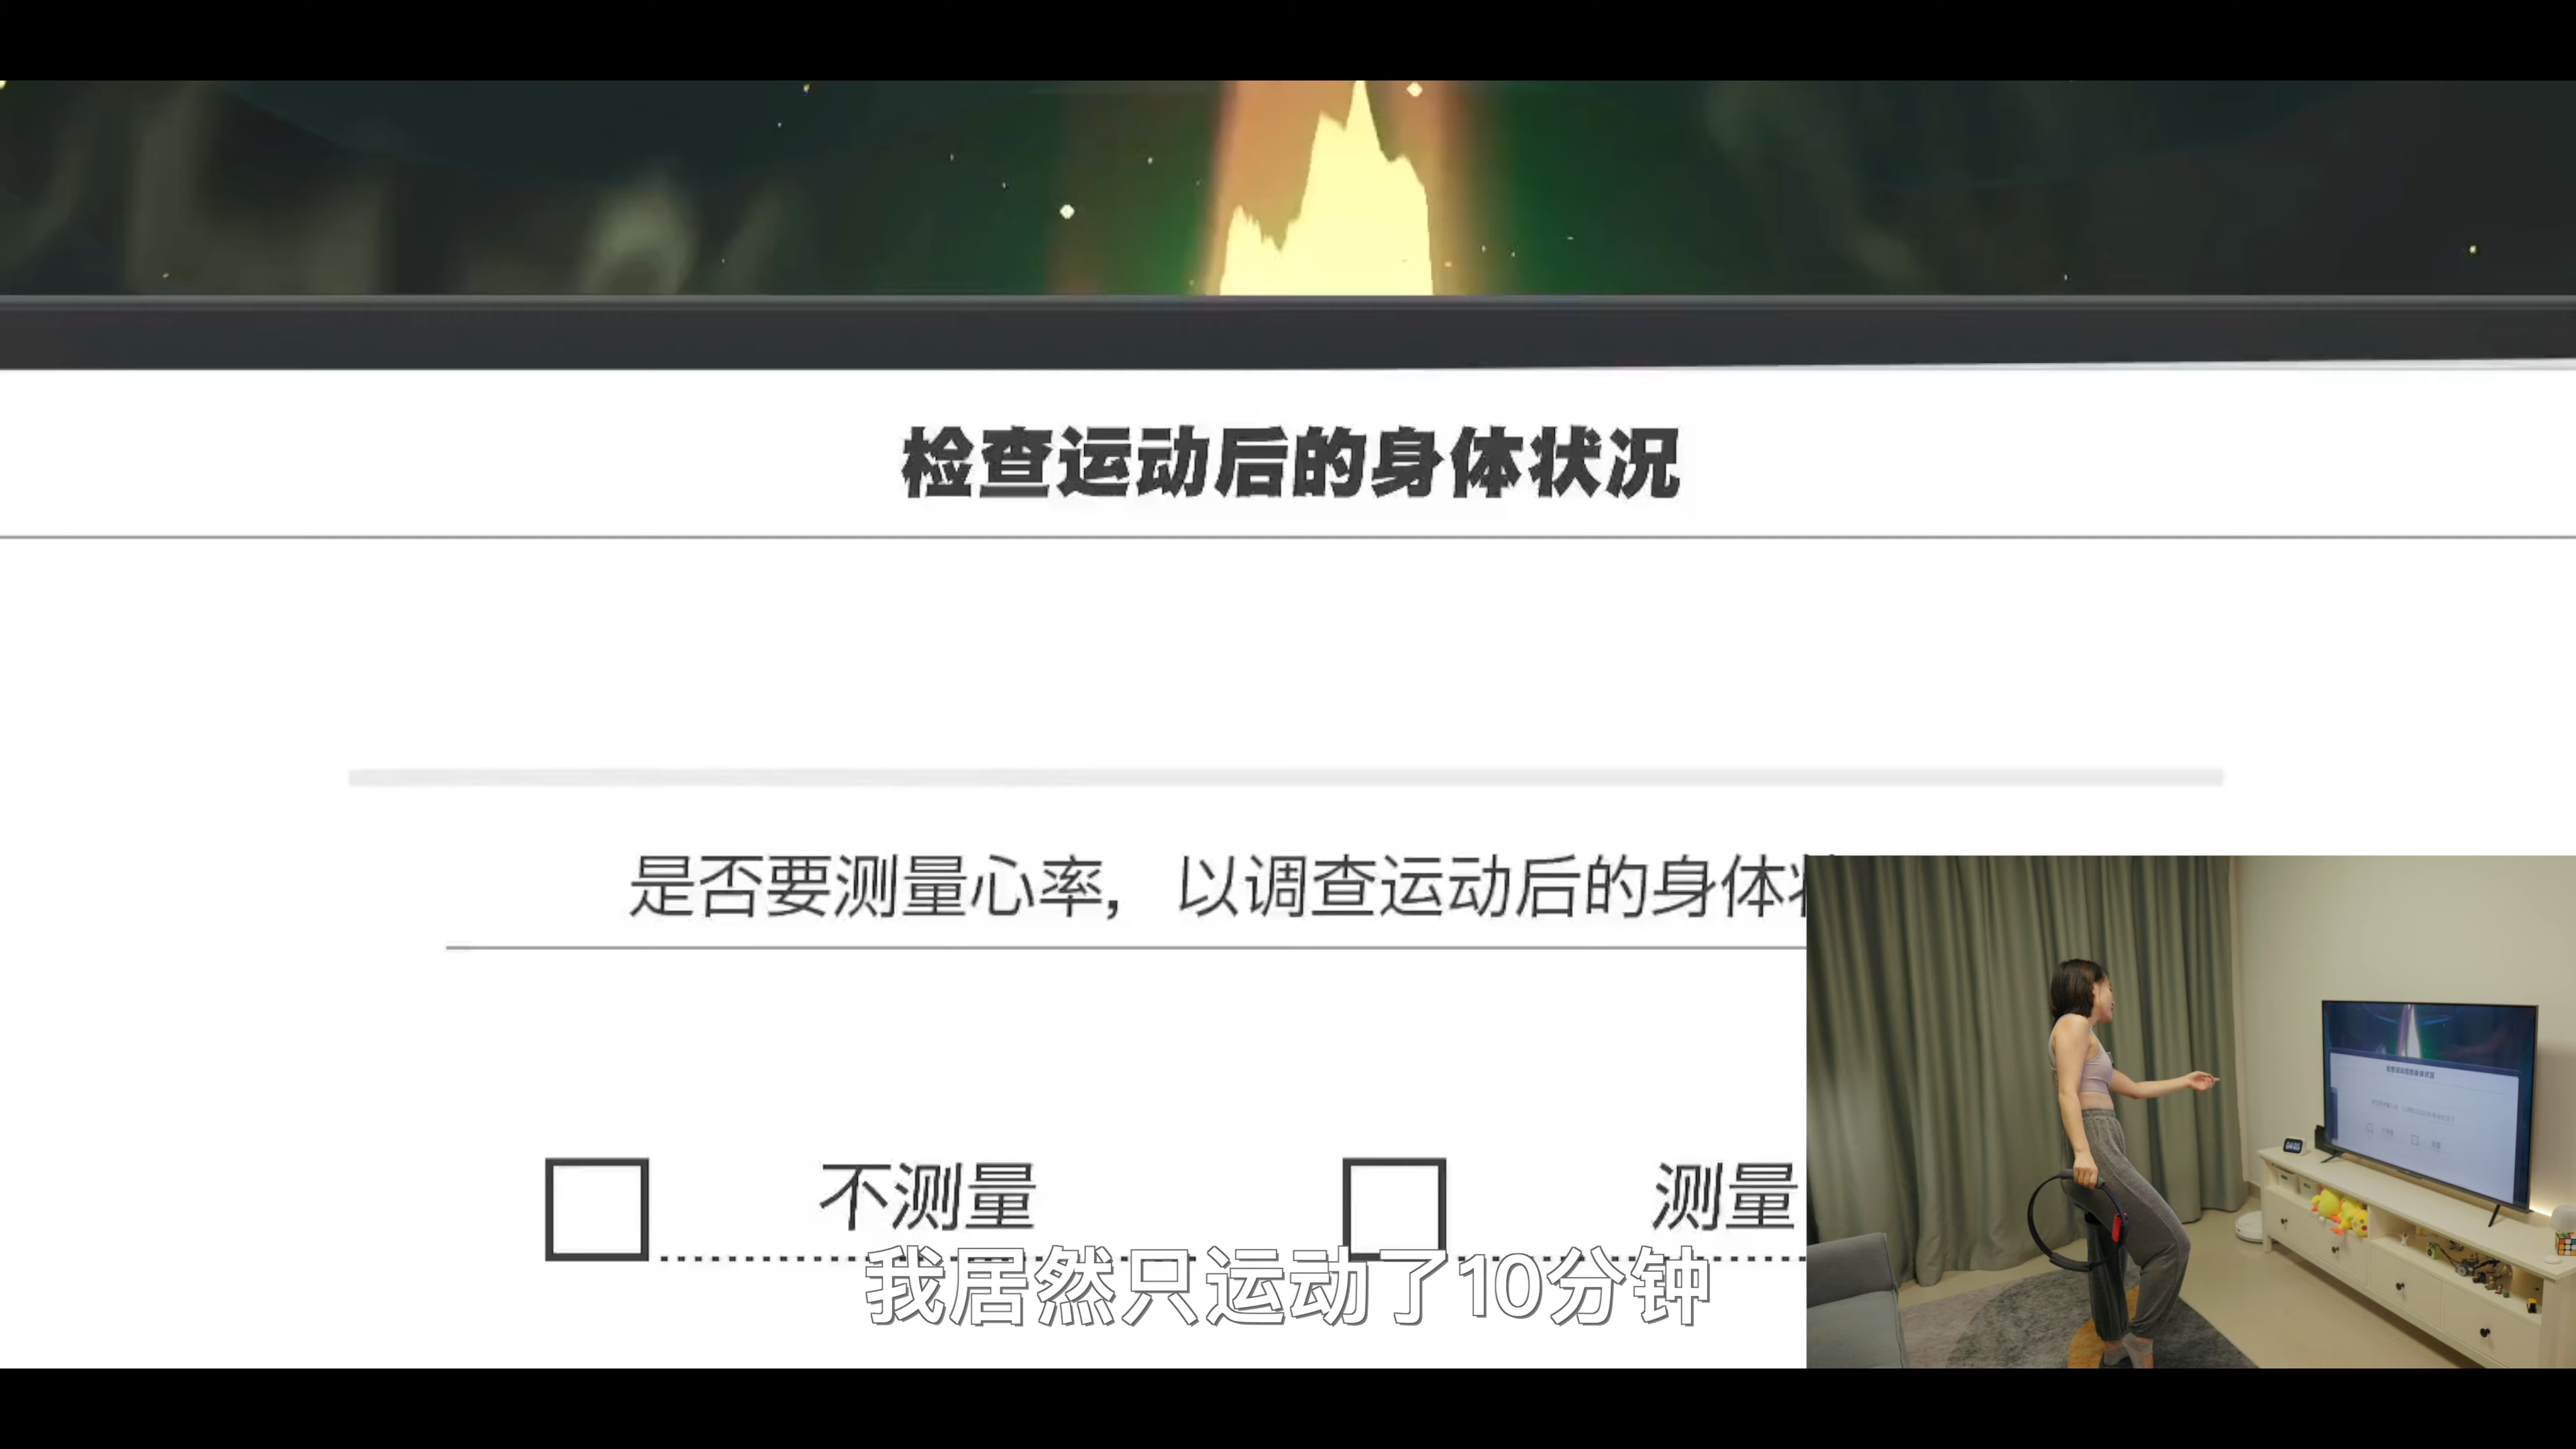 检查运动后的身体状况
是否要测量心率，以调查运动后的身体
不测量
测量
我居然只运动了10分钟